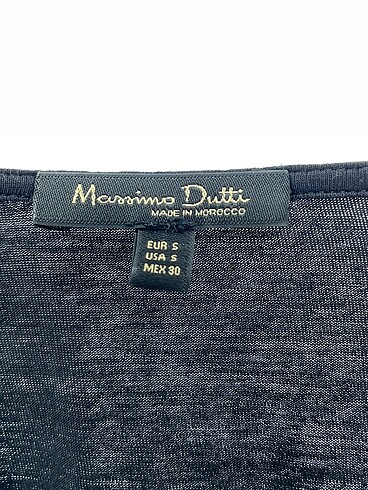 Massimo Dutti
MADE IN MOROCCO
EUR S
USA S
MEX 30